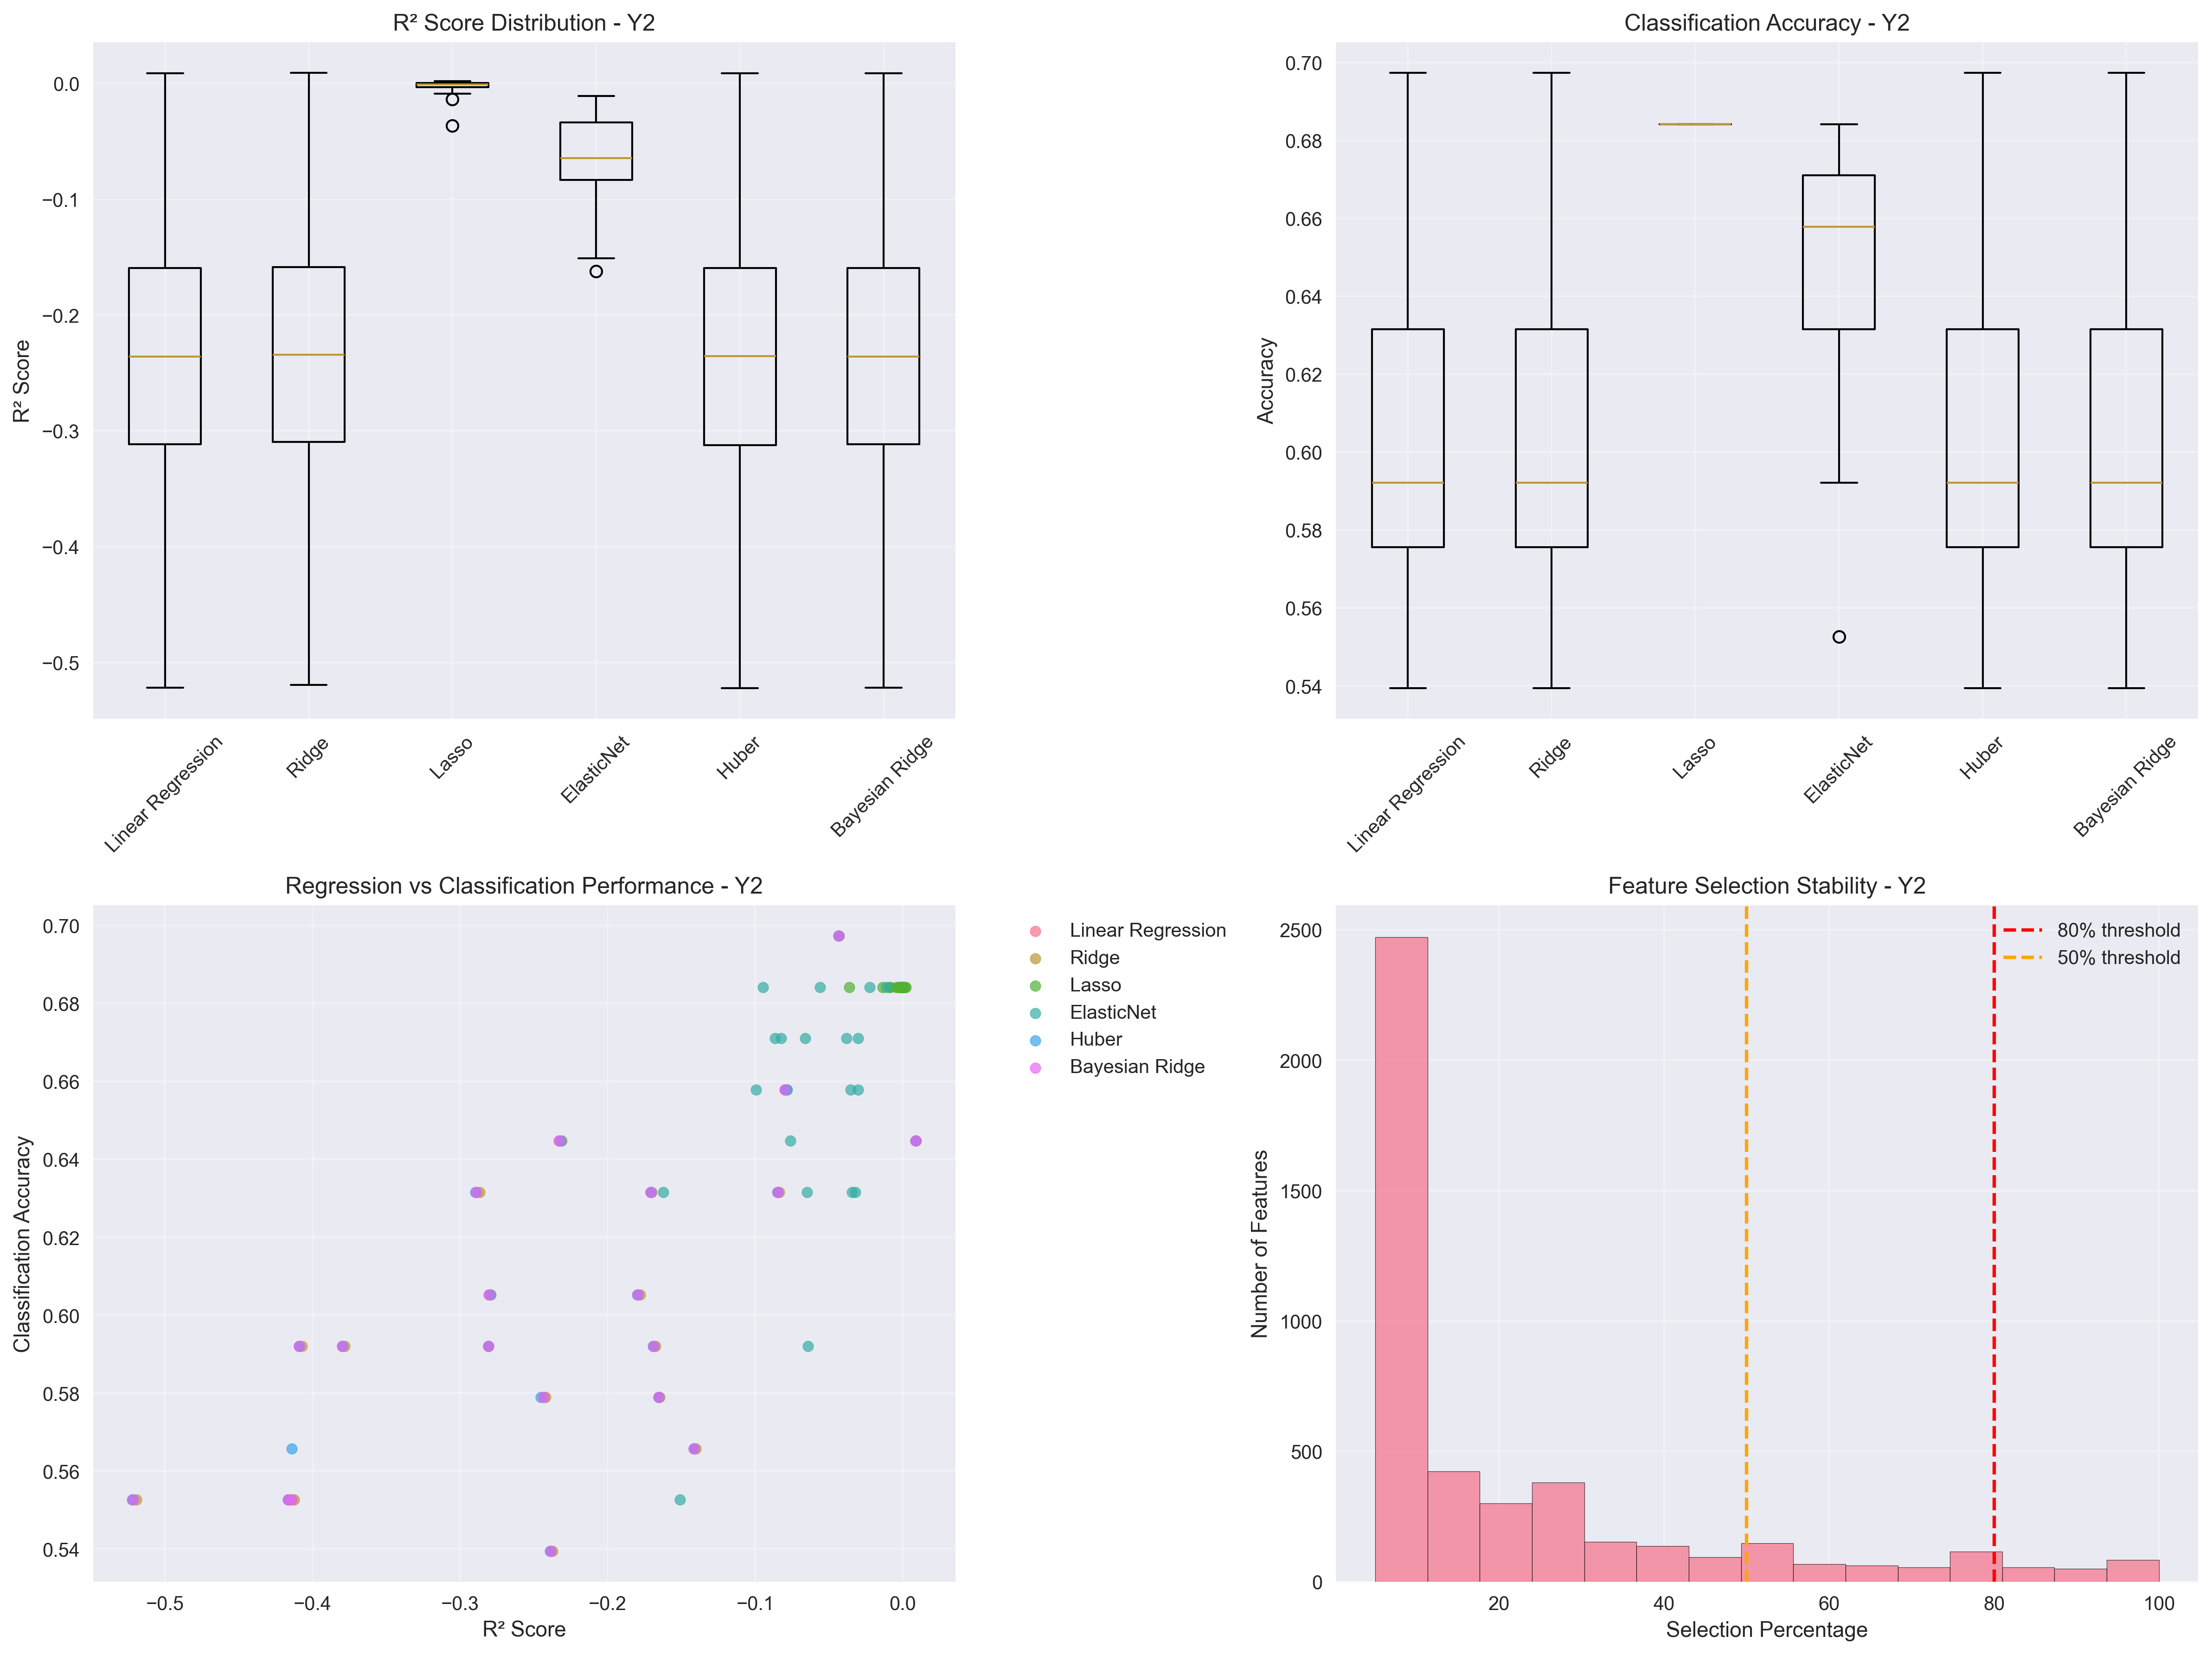 R² Score Distribution - Y2
R² Score
0.0
−0.1
−0.2
−0.3
−0.4
−0.5
Linear Regression
Ridge
Lasso
ElasticNet
Huber
Bayesian Ridge
Classification Accuracy - Y2
Accuracy
0.70
0.68
0.66
0.64
0.62
0.60
0.58
0.56
0.54
Linear Regression
Ridge
Lasso
ElasticNet
Huber
Bayesian Ridge
Regression vs Classification Performance - Y2
Classification Accuracy
0.70
0.68
0.66
0.64
0.62
0.60
0.58
0.56
0.54
−0.5
−0.4
−0.3
−0.2
−0.1
0.0
R² Score
Linear Regression
Ridge
Lasso
ElasticNet
Huber
Bayesian Ridge
Feature Selection Stability - Y2
Number of Features
2500
2000
1500
1000
500
0
20
40
60
80
100
Selection Percentage
80% threshold
50% threshold